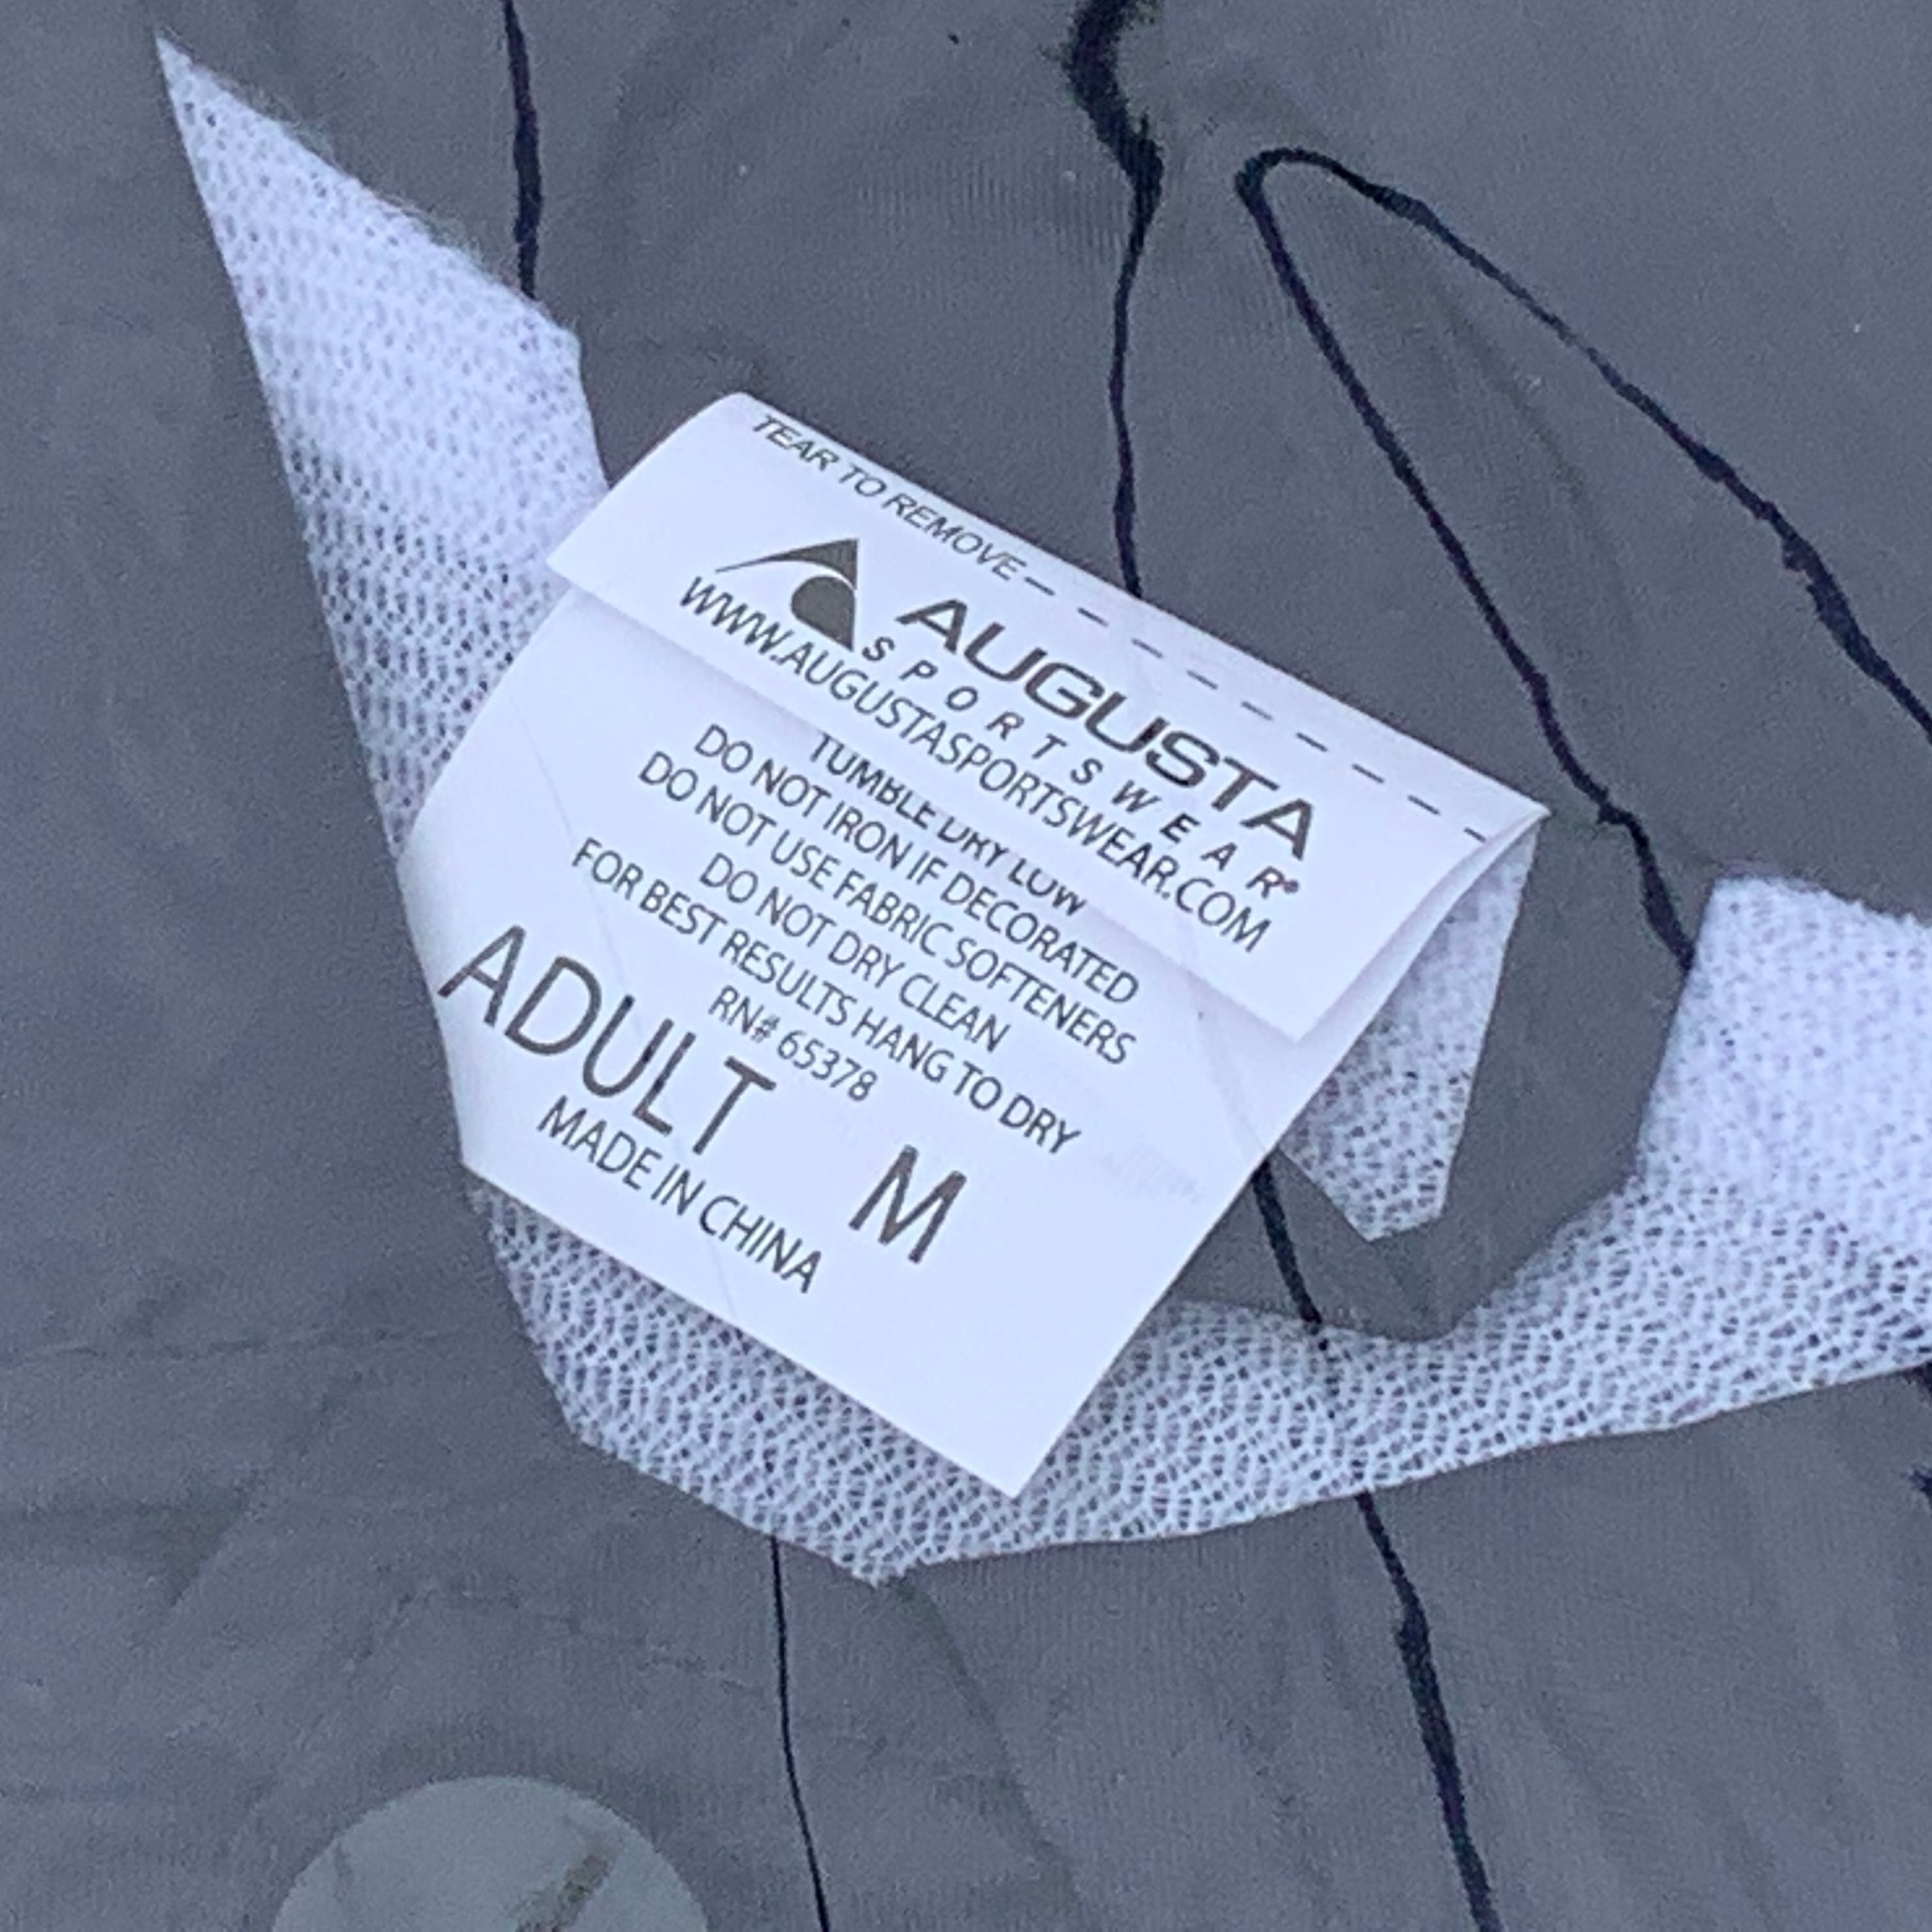 TEAR TO REMOVE
AUGUSTA
SPORTSWEAR®
WWW.AUGUSTASPORTSWEAR.COM
TUMBLE DRY LOW
DO NOT IRON IF DECORATED
DO NOT USE FABRIC SOFTENERS
DO NOT DRY CLEAN
FOR BEST RESULTS HANG TO DRY
RN# 65378
ADULT M
MADE IN CHINA